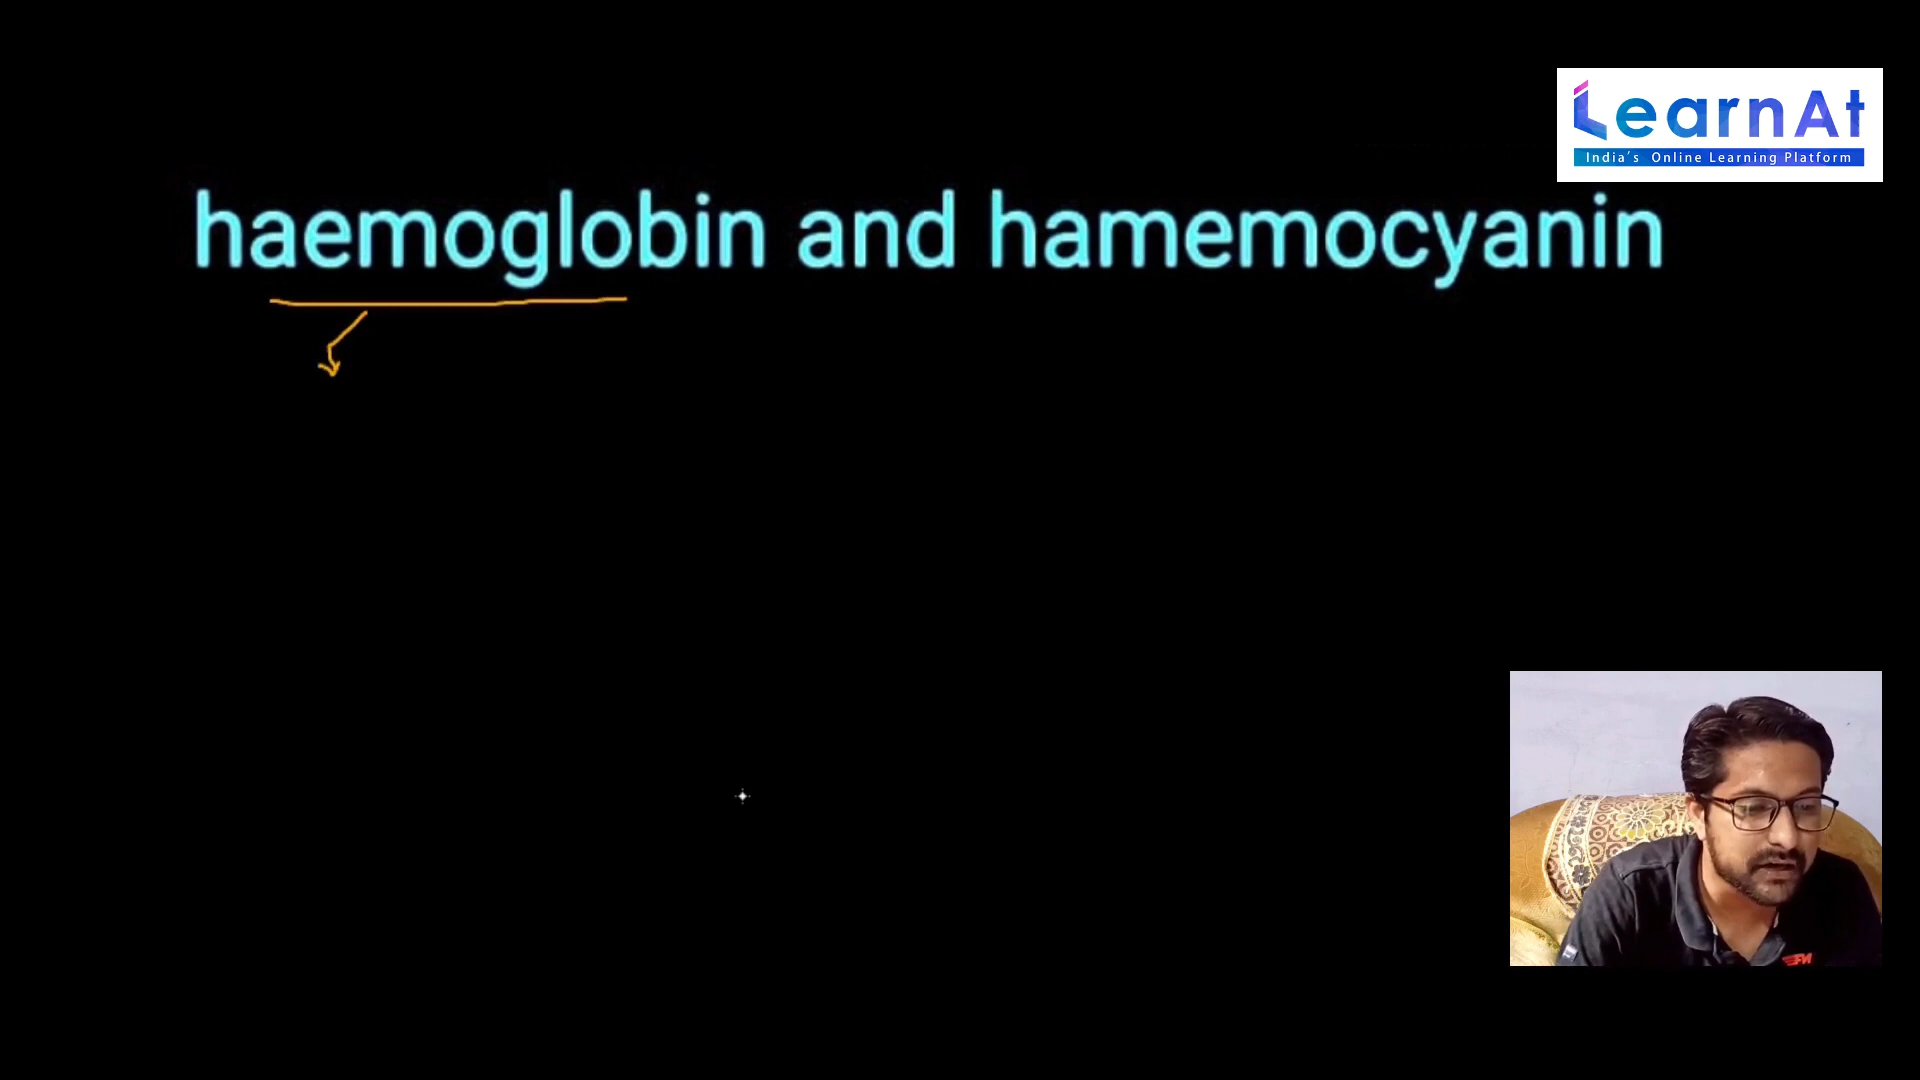 LearnAt
India's Online Learning Platform
haemoglobin and hamemocyanin